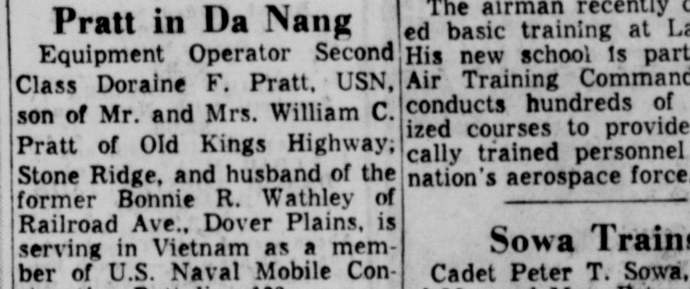 Pratt in Da Nang
Equipment Operator Second
Class Doraine F. Pratt, USN,
son of Mr. and Mrs. William C.
Pratt of Old Kings Highway,
Stone Ridge, and husband of the
former Bonnie R. Wathley of
Railroad Ave., Dover Plains, is
serving in Vietnam as a mem-
ber of U.S. Naval Mobile Con-
The airman recently
ed basic training at
His new school is part
Air Training Command
conducts hundreds of
ized courses to provide
cally trained personnel
nation's aerospace force
Sowa Trains
Cadet Peter T. Sowa,